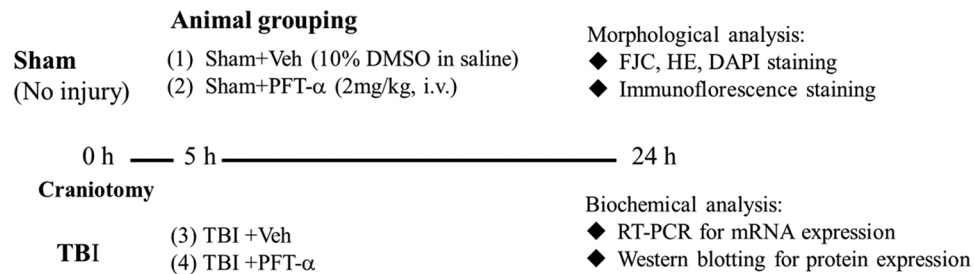 Animal grouping
Sham
(No injury)
(1) Sham+Veh (10% DMSO in saline)
(2) Sham+PFT-α (2mg/kg, i.v.)
Morphological analysis:
◆ FJC, HE, DAPI staining
◆ Immunoflorescence staining
0 h
5 h
24 h
Craniotomy
TBI
(3) TBI +Veh
(4) TBI +PFT-α
Biochemical analysis:
◆ RT-PCR for mRNA expression
◆ Western blotting for protein expression